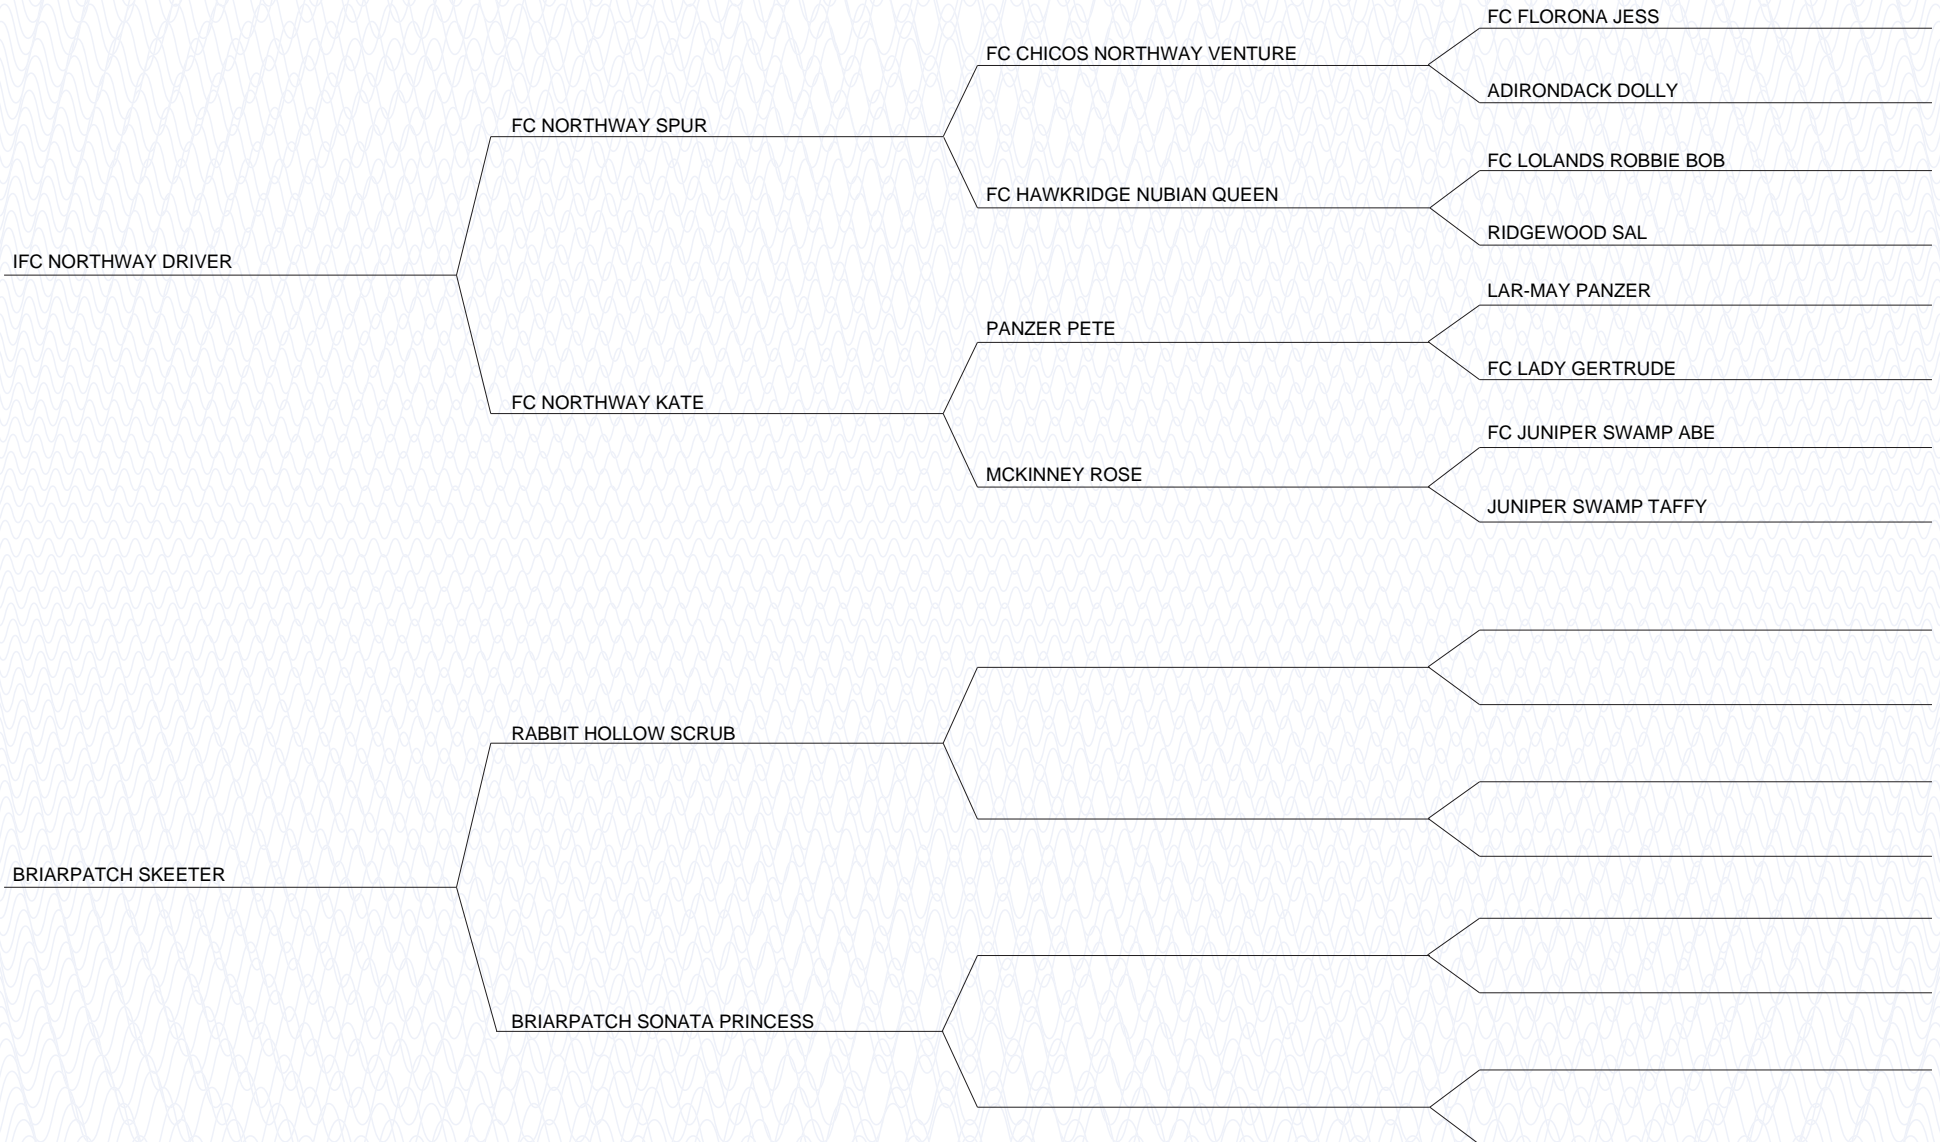 FC FLORONA JESS
FC CHICOS NORTHWAY VENTURE
ADIRONDACK DOLLY
FC NORTHWAY SPUR
FC LOLANDS ROBBIE BOB
FC HAWKRIDGE NUBIAN QUEEN
RIDGEWOOD SAL
IFC NORTHWAY DRIVER
LAR-MAY PANZER
PANZER PETE
FC LADY GERTRUDE
FC NORTHWAY KATE
FC JUNIPER SWAMP ABE
MCKINNEY ROSE
JUNIPER SWAMP TAFFY
RABBIT HOLLOW SCRUB
BRIARPATCH SKEETER
BRIARPATCH SONATA PRINCESS